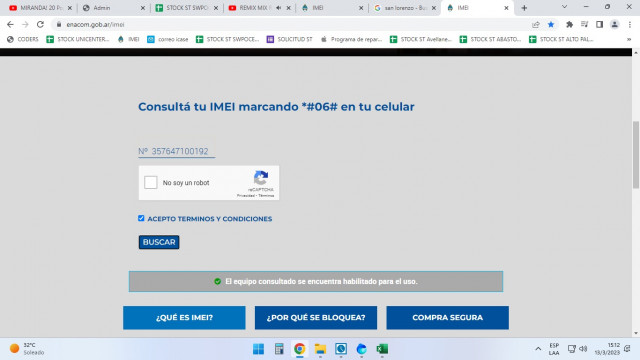 MIRANDA! 20 P
Admin
STOCK ST SWPOC
REMIX MIX
IMEI
san lorenzo - Bu
IMEI
enacom.gob.ar/imei
CODERS
STOCK UNICENTER...
IMEI
correo icase
STOCK ST SWPOCE...
SOLICITUD ST
Programa de repar...
STOCK ST Avellane...
STOCK ST ABASTO...
STOCK ST ALTO PAL...
Consultá tu IMEI marcando *#06# en tu celular
Nº 357647100192
No soy un robot
reCAPTCHA
Privacidad - Términos
ACEPTO TERMINOS Y CONDICIONES
BUSCAR
El equipo consultado se encuentra habilitado para el uso.
¿QUÉ ES IMEI?
¿POR QUÉ SE BLOQUEA?
COMPRA SEGURA
32°C
Soleado
ESP
LAA
15:12
13/3/2023